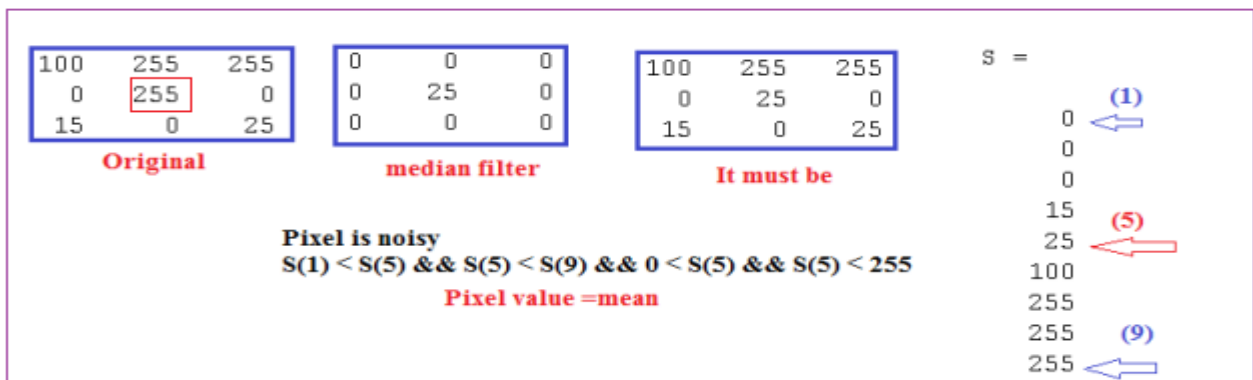 100 255 255
0 255 0
15 0 25
Original
0 0 0
0 25 0
0 0 0
median filter
100 255 255
0 25 0
15 0 25
It must be
Pixel is noisy
S(1) < S(5) && S(5) < S(9) && 0 < S(5) && S(5) < 255
Pixel value =mean
S =
0 (1)
0
0
15
25 (5)
100
255
255
255 (9)